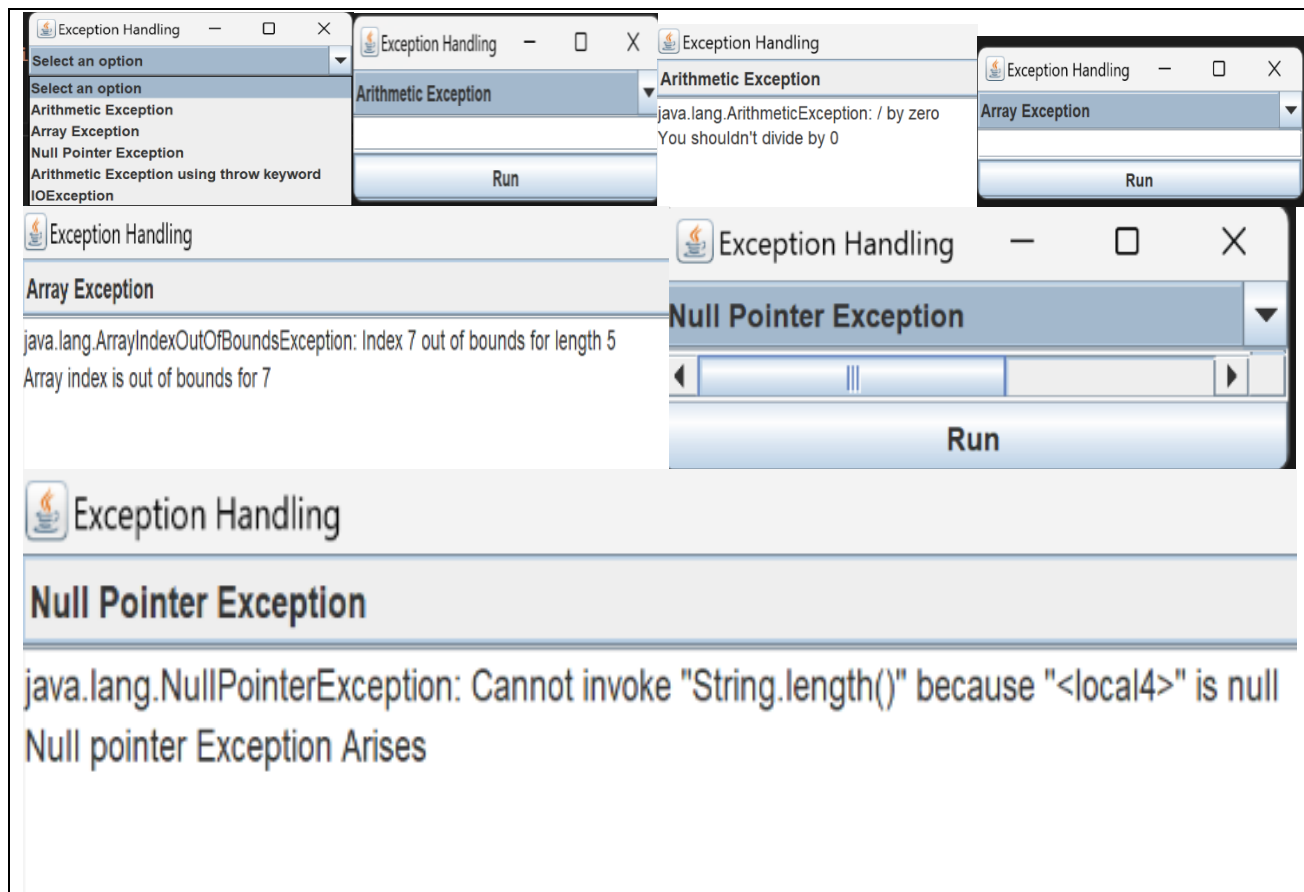 Exception Handling
Select an option
Select an option
Arithmetic Exception
Array Exception
Null Pointer Exception
Arithmetic Exception using throw keyword
IOException
Exception Handling
Arithmetic Exception
Run
Exception Handling
Arithmetic Exception
java.lang.ArithmeticException: / by zero
You shouldn't divide by 0
Exception Handling
Array Exception
Run
Exception Handling
Array Exception
java.lang.ArrayIndexOutOfBoundsException: Index 7 out of bounds for length 5
Array index is out of bounds for 7
Exception Handling
Null Pointer Exception
Run
Exception Handling
Null Pointer Exception
java.lang.NullPointerException: Cannot invoke "String.length()" because "<local4>" is null
Null pointer Exception Arises